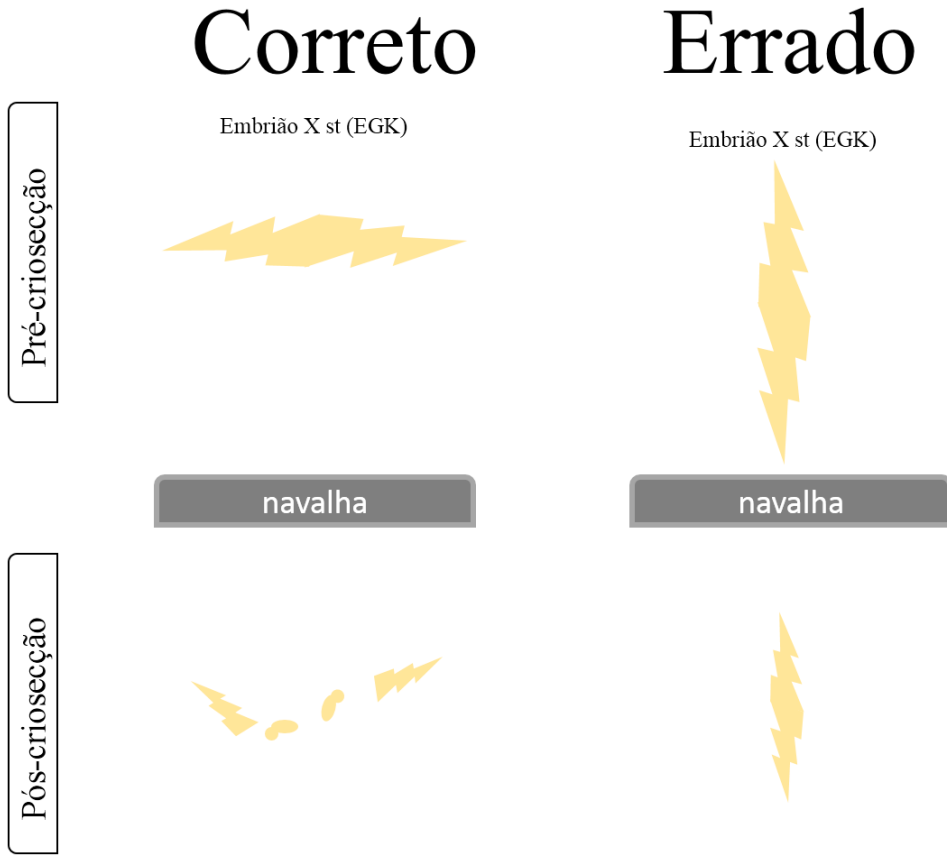 Correto
Errado
Embrião X st (EGK)
Embrião X st (EGK)
Pré-criosecção
navalha
navalha
Pós-criosecção